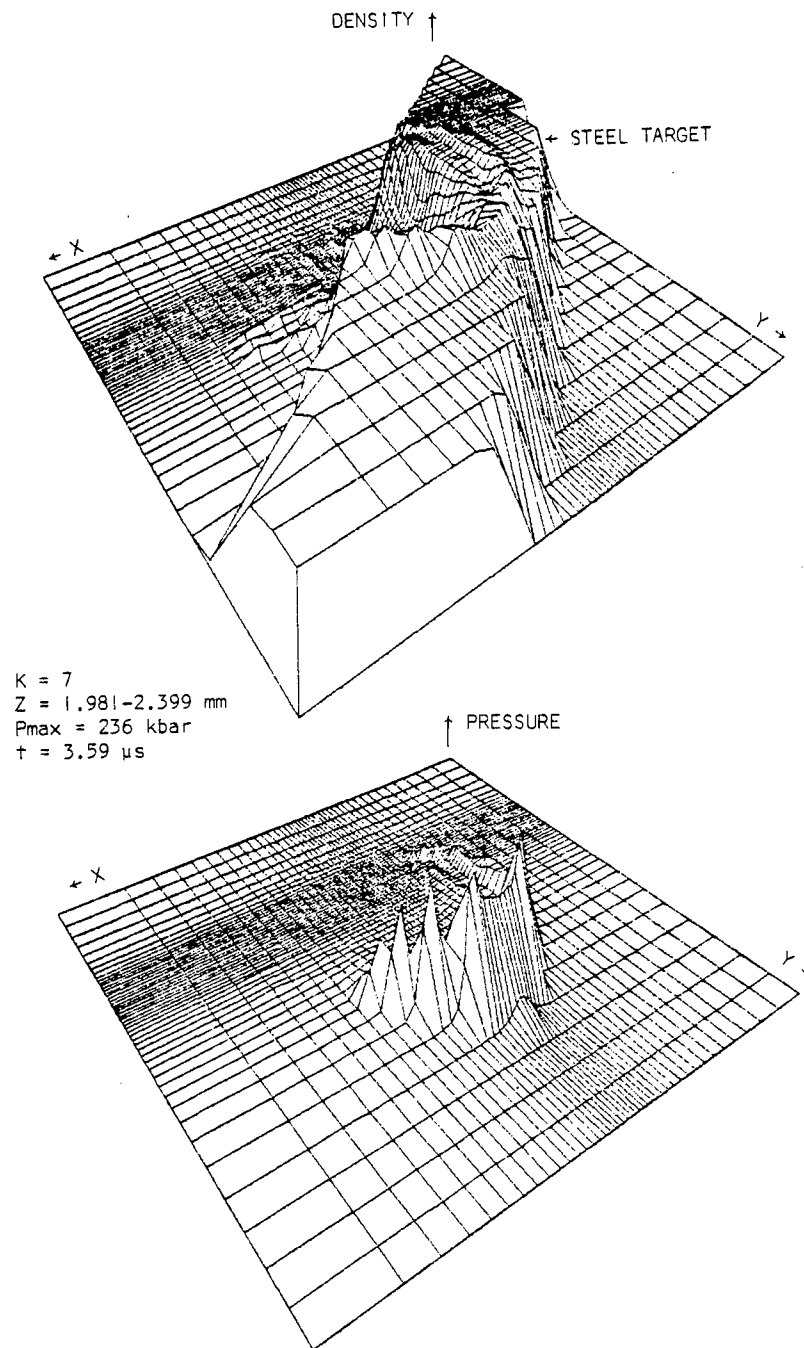 DENSITY ↑
← STEEL TARGET
← X
Y →
K = 7
Z = 1.981-2.399 mm
Pmax = 236 kbar
t = 3.59 µs
↑ PRESSURE
← X
Y →